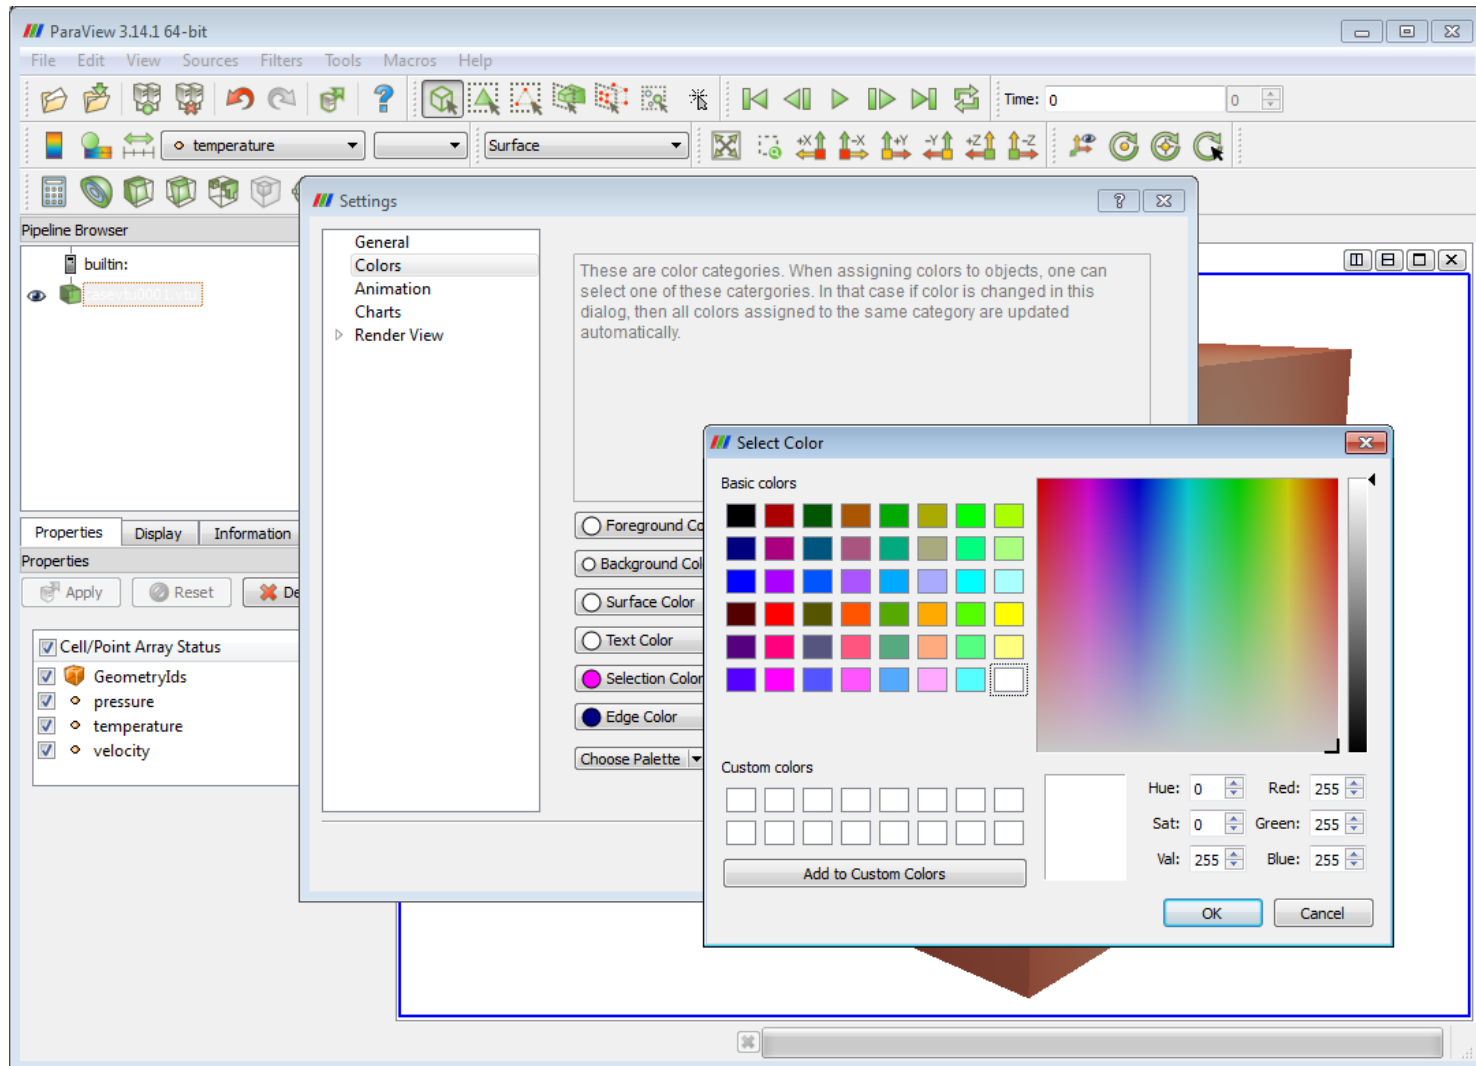 ParaView 3.14.1 64-bit
File Edit View Sources Filters Tools Macros Help
? Time: 0 0
temperature Surface +X -X +Y -Y +Z -Z
Pipeline Browser
builtin:
casevtu0001.vtu
Settings
?
General
Colors
Animation
Charts
Render View
These are color categories. When assigning colors to objects, one can
select one of these catergories. In that case if color is changed in this
dialog, then all colors assigned to the same category are updated
automatically.
Properties Display Information
Properties
Apply Reset De
Cell/Point Array Status
GeometryIds
pressure
temperature
velocity
Foreground Co
Background Col
Surface Color
Text Color
Selection Color
Edge Color
Choose Palette
Select Color
Basic colors
Custom colors
Add to Custom Colors
Hue: 0 Red: 255
Sat: 0 Green: 255
Val: 255 Blue: 255
OK Cancel